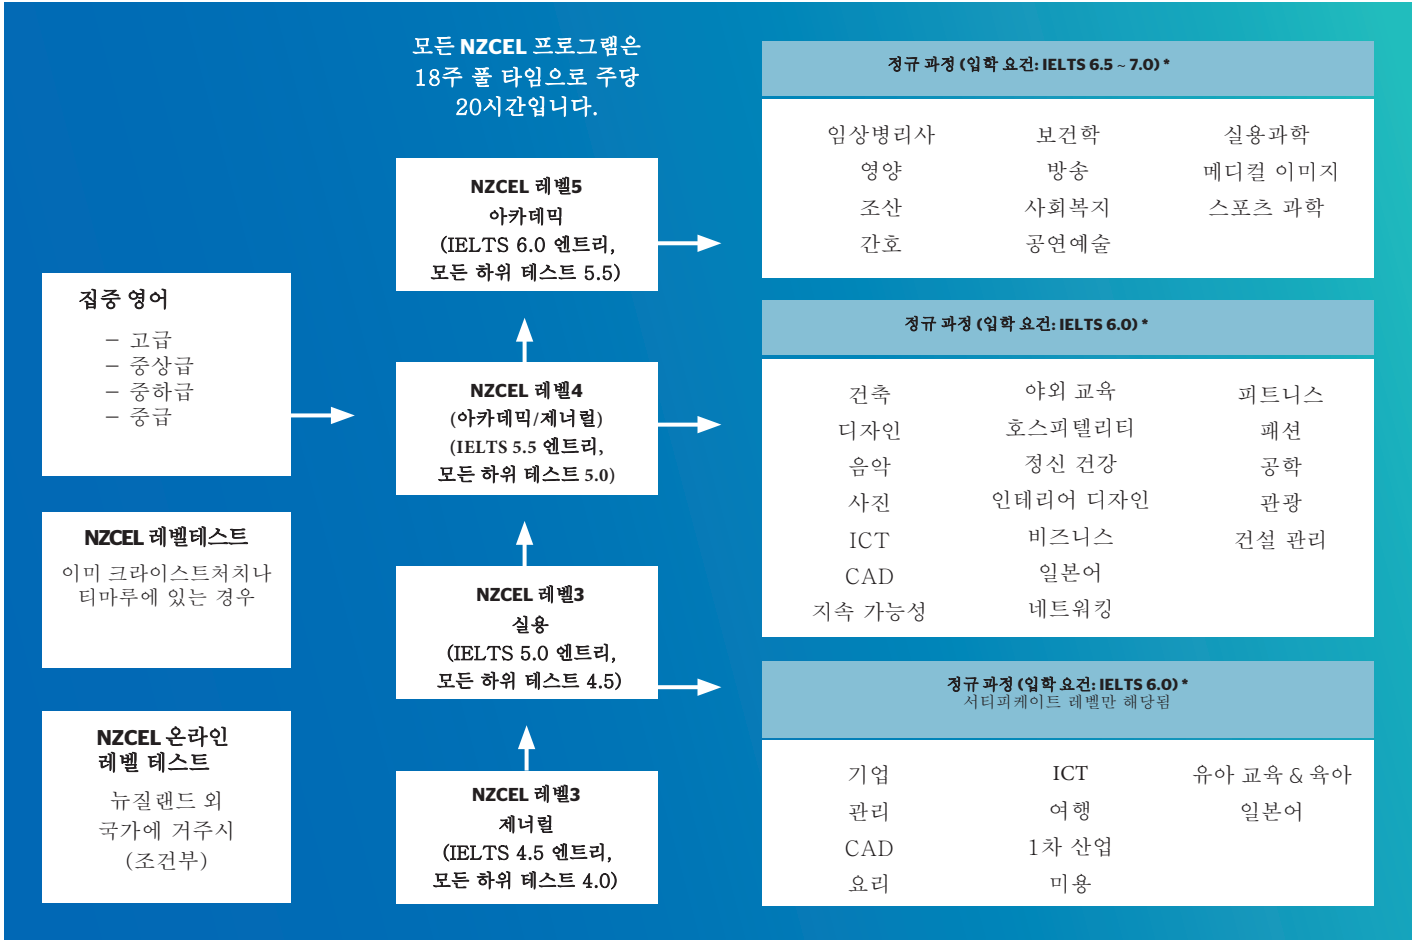 모든 NZCEL 프로그램은
18주 풀 타임으로 주당
20시간입니다.
집중 영어
– 고급
– 중상급
– 중하급
– 중급
NZCEL 레벨테스트
이미 크라이스트처치나
티마루에 있는 경우
NZCEL 온라인
레벨 테스트
뉴질랜드 외
국가에 거주시
(조건부)
NZCEL 레벨5
아카데믹
(IELTS 6.0 엔트리,
모든 하위 테스트 5.5)
NZCEL 레벨4
(아카데믹/제너럴)
(IELTS 5.5 엔트리,
모든 하위 테스트 5.0)
NZCEL 레벨3
실용
(IELTS 5.0 엔트리,
모든 하위 테스트 4.5)
NZCEL 레벨3
제너럴
(IELTS 4.5 엔트리,
모든 하위 테스트 4.0)
정규 과정 (입학 요건: IELTS 6.5 ~ 7.0) *
임상병리사 보건학 실용과학
영양 방송 메디컬 이미지
조산 사회복지 스포츠 과학
간호 공연예술
정규 과정 (입학 요건: IELTS 6.0) *
건축 야외 교육 피트니스
디자인 호스피텔리티 패션
음악 정신 건강 공학
사진 인테리어 디자인 관광
ICT 비즈니스 건설 관리
CAD 일본어
지속 가능성 네트워킹
정규 과정 (입학 요건: IELTS 6.0) *
서티피케이트 레벨만 해당됨
기업 ICT 유아 교육 & 육아
관리 여행 일본어
CAD 1차 산업
요리 미용